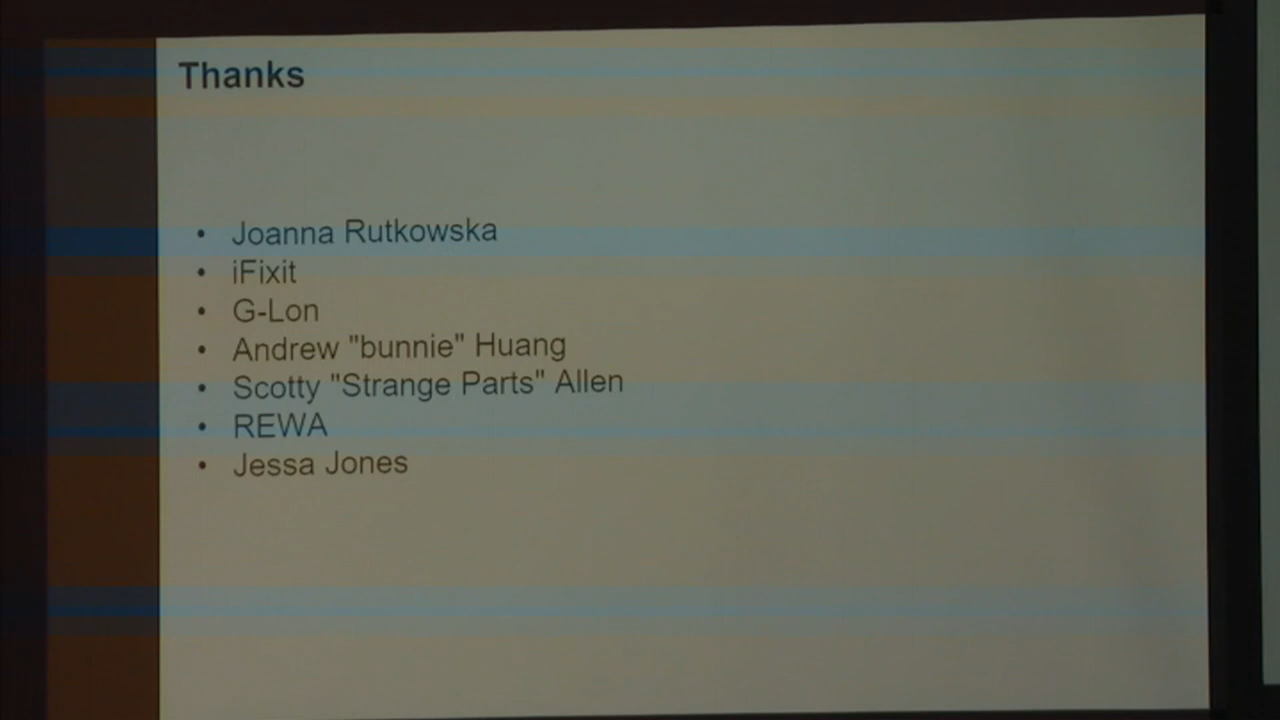 Thanks
• Joanna Rutkowska
• iFixit
• G-Lon
• Andrew "bunnie" Huang
• Scotty "Strange Parts" Allen
• REWA
• Jessa Jones